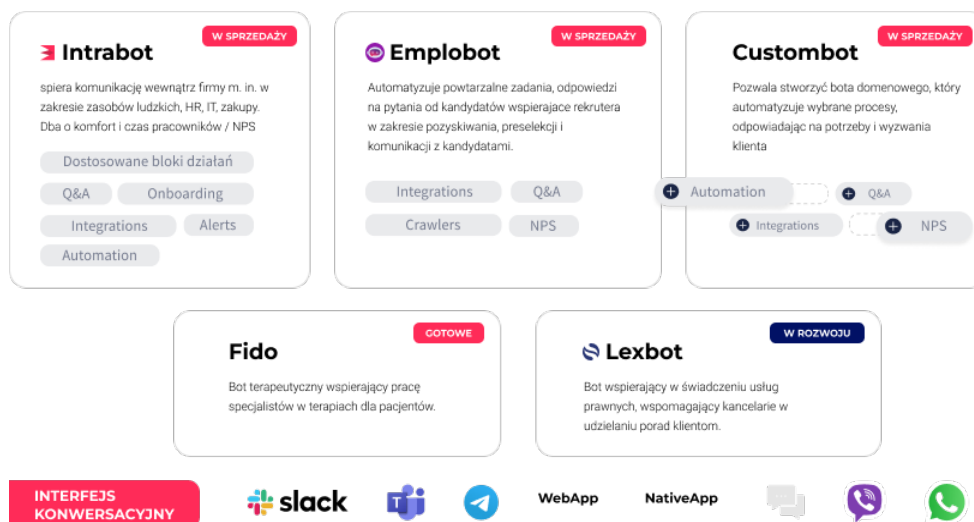 W SPRZEDAŻY
Intrabot
spiera komunikację wewnątrz firmy m. in. w
zakresie zasobów ludzkich, HR, IT, zakupy.
Dba o komfort i czas pracowników / NPS
Dostosowane bloki działań
Q&A
Onboarding
Integrations
Alerts
Automation
W SPRZEDAŻY
Emplobot
Automatyzuje powtarzalne zadania, odpowiedzi
na pytania od kandydatów wspierajace rekrutera
w zakresie pozyskiwania, preselekcji i
komunikacji z kandydatami.
Integrations
Q&A
Crawlers
NPS
W SPRZEDAŻY
Custombot
Pozwala stworzyć bota domenowego, który
automatyzuje wybrane procesy,
odpowiadając na potrzeby i wyzwania
klienta
Automation
Q&A
Integrations
NPS
GOTOWE
Fido
Bot terapeutyczny wspierający pracę
specjalistów w terapiach dla pacjentów.
W ROZWOJU
Lexbot
Bot wspierający w świadczeniu usług
prawnych, wspomagający kancelarie w
udzielaniu porad klientom.
INTERFEJS
KONWERSACYJNY
slack
T
WebApp
NativeApp